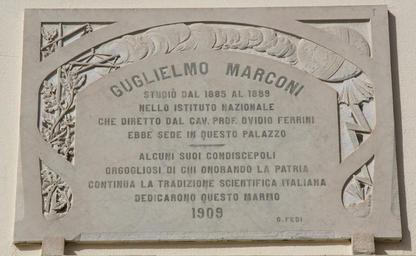 GUGLIELMO MARCONI
STUDIÒ DAL 1885 AL 1889
NELLO ISTITUTO NAZIONALE
CHE DIRETTO DAL CAV. PROF. OVIDIO FERRINI
EBBE SEDE IN QUESTO PALAZZO
ALCUNI SUOI CONDISCEPOLI
ORGOGLIOSI DI CHI ONORANDO LA PATRIA
CONTINUA LA TRADIZIONE SCIENTIFICA ITALIANA
DEDICARONO QUESTO MARMO
1909
G. FEDI